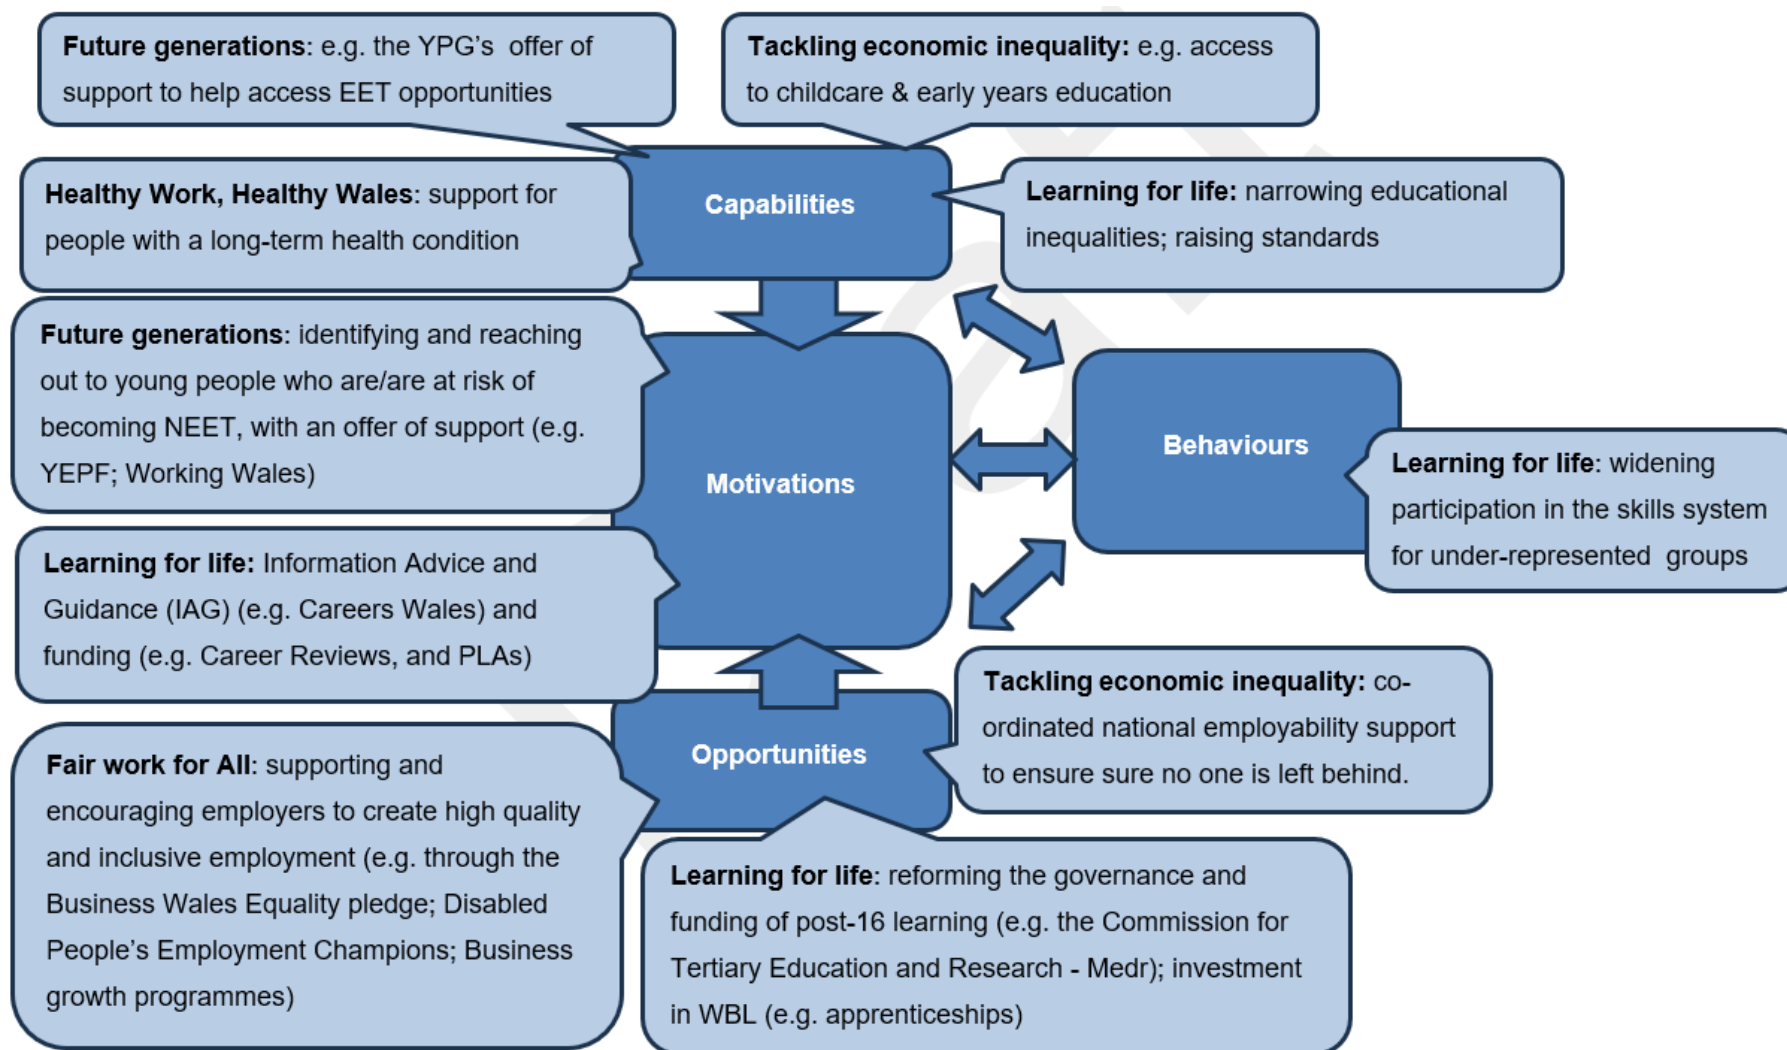 Future generations: e.g. the YPG's  offer of
support to help access EET opportunities
Tackling economic inequality: e.g. access
to childcare & early years education
Capabilities
Healthy Work, Healthy Wales: support for
people with a long-term health condition
Learning for life: narrowing educational
inequalities; raising standards
Future generations: identifying and reaching
out to young people who are/are at risk of
becoming NEET, with an offer of support (e.g.
YEPF; Working Wales)
Motivations
Behaviours
Learning for life: widening
participation in the skills system
for under-represented  groups
Learning for life: Information Advice and
Guidance (IAG) (e.g. Careers Wales) and
funding (e.g. Career Reviews, and PLAs)
Tackling economic inequality: co-
ordinated national employability support
to ensure sure no one is left behind.
Opportunities
Fair work for All: supporting and
encouraging employers to create high quality
and inclusive employment (e.g. through the
Business Wales Equality pledge; Disabled
People's Employment Champions; Business
growth programmes)
Learning for life: reforming the governance and
funding of post-16 learning (e.g. the Commission for
Tertiary Education and Research - Medr); investment
in WBL (e.g. apprenticeships)